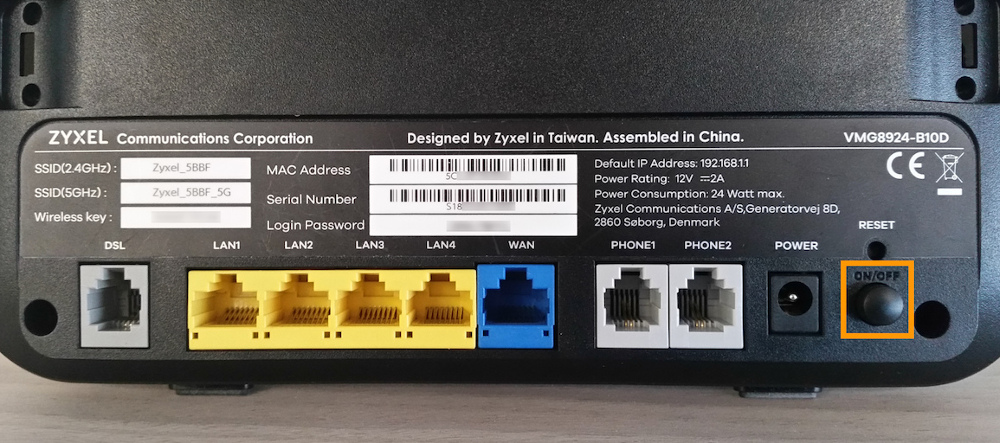 ZYXEL Communications Corporation Designed by Zyxel in Taiwan. Assembled in China. VMG8924-B10D
SSID(2.4GHz) : Zyxel_5BBF
SSID(5GHz) : Zyxel_5BBF_5G
Wireless key :
MAC Address
5C
Serial Number
S18
Login Password
Default IP Address: 192.168.1.1
Power Rating: 12V ⎓2A
Power Consumption: 24 Watt max.
Zyxel Communications A/S,Generatorvej 8D,
2860 Søborg, Denmark
CE
RESET
DSL LAN1 LAN2 LAN3 LAN4 WAN PHONE1 PHONE2 POWER
ON/OFF